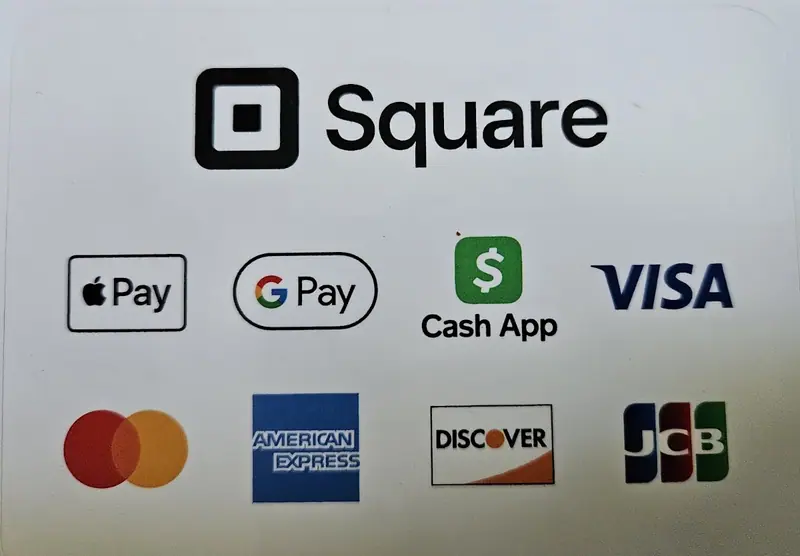 Square
Pay
G Pay
$
Cash App
VISA
AMERICAN
EXPRESS
DISCOVER
JCB